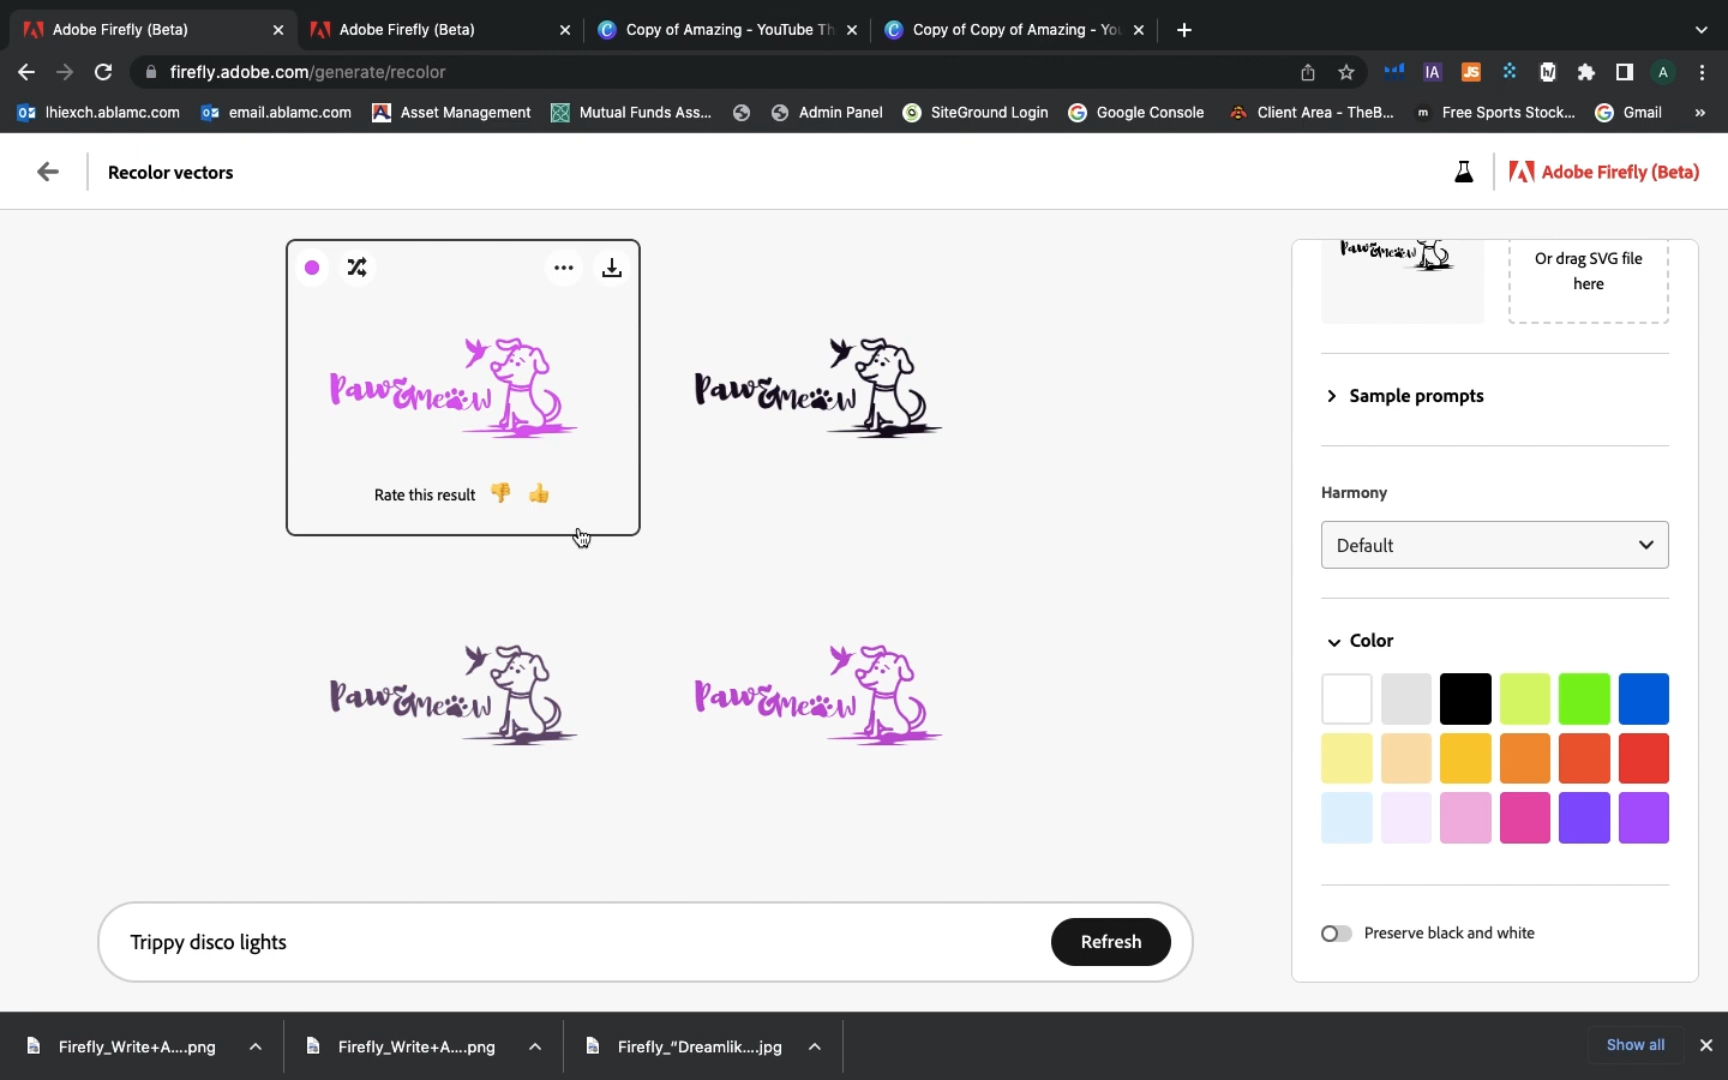 Adobe Firefly (Beta)
Adobe Firefly (Beta)
Copy of Amazing - YouTube Th
Copy of Copy of Amazing - You
firefly.adobe.com/generate/recolor
IA
JS
A
lhiexch.ablamc.com
email.ablamc.com
Asset Management
Mutual Funds Ass...
Admin Panel
SiteGround Login
Google Console
Client Area - TheB...
m
Free Sports Stock...
Gmail
Recolor vectors
Adobe Firefly (Beta)
Paw&Meow
Paw&Meow
Rate this result
Paw&Meow
Paw&Meow
Paw&Meow
Or drag SVG file
here
Sample prompts
Harmony
Default
Color
Preserve black and white
Trippy disco lights
Refresh
Firefly_Write+A....png
Firefly_Write+A....png
Firefly_"Dreamlik....jpg
Show all